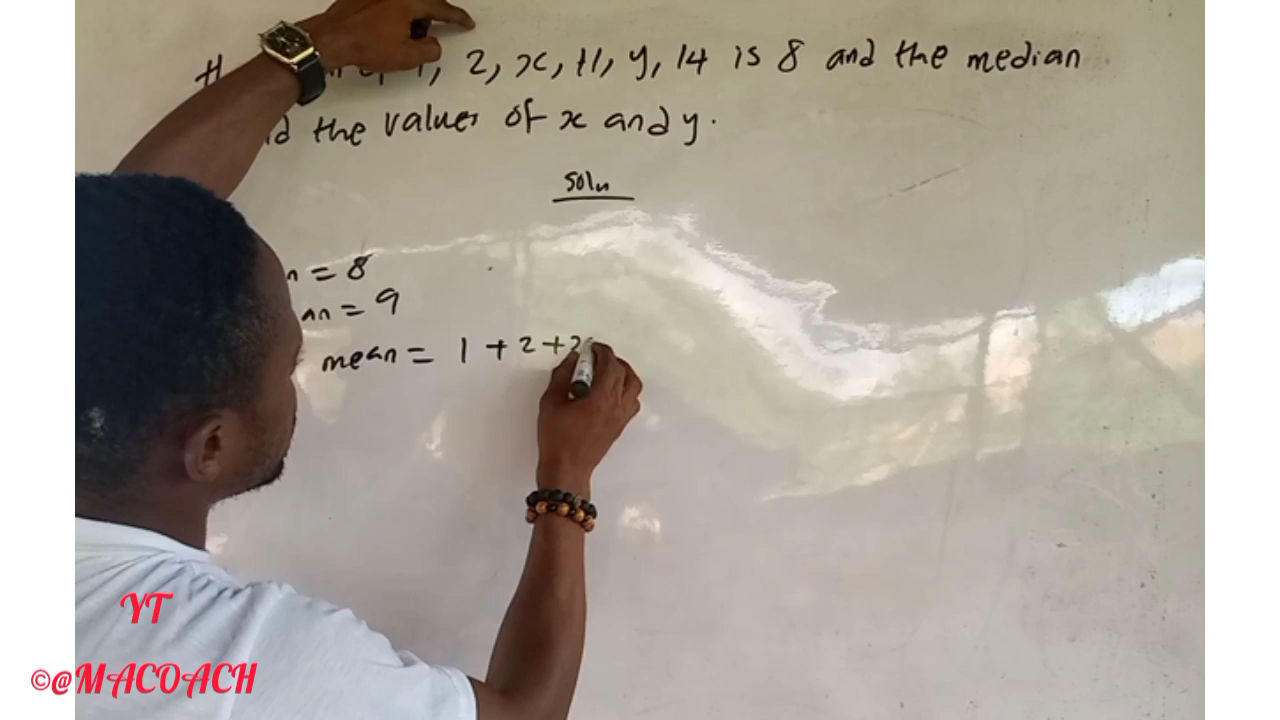 1, 2, x, 11, y, 14 is 8 and the median
the values of x and y.
Soln
n = 8
an = 9
mean = 1 + 2 + x
YT
©@MACOACH